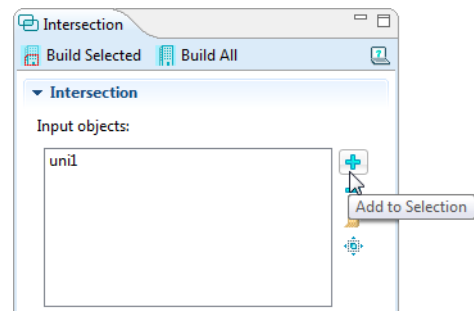 Intersection
Build Selected Build All
Intersection
Input objects:
uni1
Add to Selection